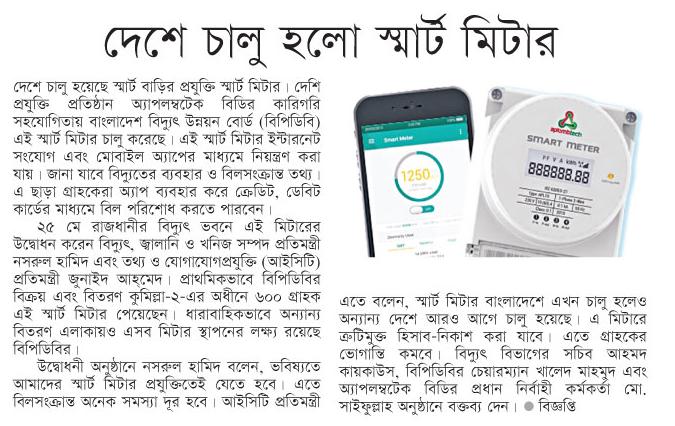 দেশে চালু হলো স্মার্ট মিটার
দেশে চালু হয়েছে স্মার্ট বাড়ির প্রযুক্তি স্মার্ট মিটার। দেশি
প্রযুক্তি প্রতিষ্ঠান অ্যাপলম্বটেক বিডির কারিগরি
সহযোগিতায় বাংলাদেশ বিদ্যুৎ উন্নয়ন বোর্ড (বিপিডিবি)
এই স্মার্ট মিটার চালু করেছে। এই স্মার্ট মিটার ইন্টারনেট
সংযোগ এবং মোবাইল অ্যাপের মাধ্যমে নিয়ন্ত্রণ করা
যায়। জানা যাবে বিদ্যুতের ব্যবহার ও বিলসংক্রান্ত তথ্য।
এ ছাড়া গ্রাহকেরা অ্যাপ ব্যবহার করে ক্রেডিট, ডেবিট
কার্ডের মাধ্যমে বিল পরিশোধ করতে পারবেন।
২৫ মে রাজধানীর বিদ্যুৎ ভবনে এই মিটারের
উদ্বোধন করেন বিদ্যুৎ, জ্বালানি ও খনিজ সম্পদ প্রতিমন্ত্রী
নসরুল হামিদ এবং তথ্য ও যোগাযোগপ্রযুক্তি (আইসিটি)
প্রতিমন্ত্রী জুনাইদ আহ্‌মেদ। প্রাথমিকভাবে বিপিডিবির
বিক্রয় এবং বিতরণ কুমিল্লা-২-এর অধীনে ৬০০ গ্রাহক
এই স্মার্ট মিটার পেয়েছেন। ধারাবাহিকভাবে অন্যান্য
বিতরণ এলাকায়ও এসব মিটার স্থাপনের লক্ষ্য রয়েছে
বিপিডিবির।
উদ্বোধনী অনুষ্ঠানে নসরুল হামিদ বলেন, ভবিষ্যতে
আমাদের স্মার্ট মিটার প্রযুক্তিতেই যেতে হবে। এতে
বিলসংক্রান্ত অনেক সমস্যা দূর হবে। আইসিটি প্রতিমন্ত্রী
Smart Meter
1250
aplombtech
SMART METER
888888.88
এতে বলেন, স্মার্ট মিটার বাংলাদেশে এখন চালু হলেও
অন্যান্য দেশে আরও আগে চালু হয়েছে। এ মিটারে
ত্রুটিমুক্ত হিসাব-নিকাশ করা যাবে। এতে গ্রাহকের
ভোগান্তি কমবে। বিদ্যুৎ বিভাগের সচিব আহমদ
কায়কাউস, বিপিডিবির চেয়ারম্যান খালেদ মাহমুদ এবং
অ্যাপলম্বটেক বিডির প্রধান নির্বাহী কর্মকর্তা মো.
সাইফুল্লাহ অনুষ্ঠানে বক্তব্য দেন। ● বিজ্ঞপ্তি